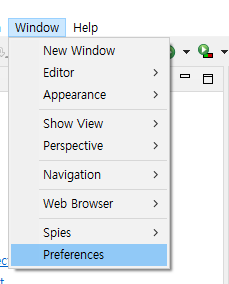 Window Help
New Window
Editor
Appearance
Show View
Perspective
Navigation
Web Browser
Spies
Preferences